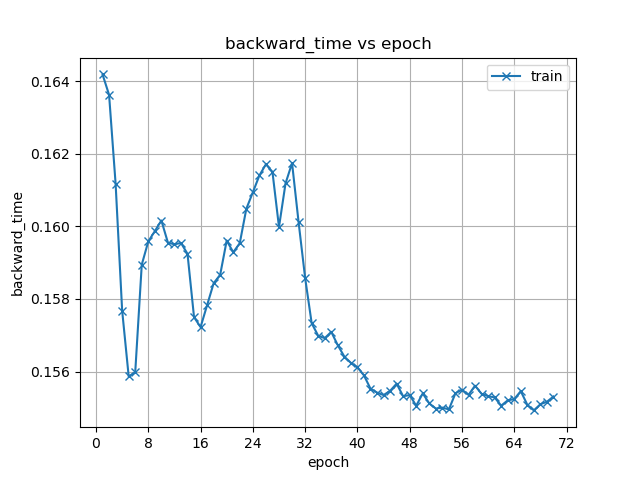 backward_time vs epoch
train
0.164
0.162
0.160
0.158
0.156
backward_time
0 8 16 24 32 40 48 56 64 72
epoch